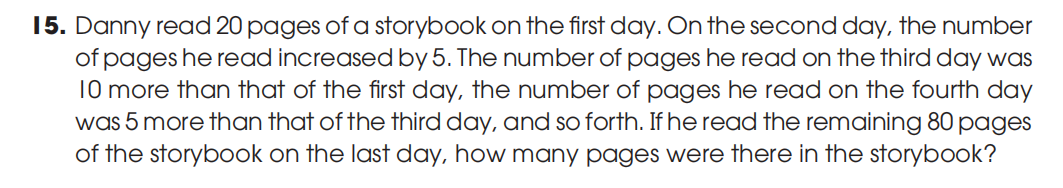 15. Danny read 20 pages of a storybook on the first day. On the second day, the number
of pages he read increased by 5. The number of pages he read on the third day was
10 more than that of the first day, the number of pages he read on the fourth day
was 5 more than that of the third day, and so forth. If he read the remaining 80 pages
of the storybook on the last day, how many pages were there in the storybook?